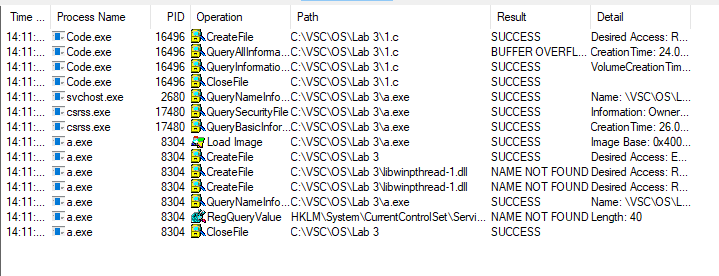 Time ... Process Name PID Operation Path Result Detail
14:11:... Code.exe 16496 CreateFile C:\VSC\OS\Lab 3\1.c SUCCESS Desired Access: R...
14:11:... Code.exe 16496 QueryAllInformа... C:\VSC\OS\Lab 3\1.c BUFFER OVERFL... CreationTime: 24.0...
14:11:... Code.exe 16496 QueryInformatio... C:\VSC\OS\Lab 3\1.c SUCCESS VolumeCreationTim...
14:11:... Code.exe 16496 CloseFile C:\VSC\OS\Lab 3\1.c SUCCESS
14:11:... svchost.exe 2680 QueryNameInfo... C:\VSC\OS\Lab 3\a.exe SUCCESS Name: \VSC\OS\L...
14:11:... csrss.exe 17480 QuerySecurityFile C:\VSC\OS\Lab 3\a.exe SUCCESS Information: Owner...
14:11:... csrss.exe 17480 QueryBasicInfor... C:\VSC\OS\Lab 3\a.exe SUCCESS CreationTime: 26.0...
14:11:... a.exe 8304 Load Image C:\VSC\OS\Lab 3\a.exe SUCCESS Image Base: 0x400...
14:11:... a.exe 8304 CreateFile C:\VSC\OS\Lab 3 SUCCESS Desired Access: E...
14:11:... a.exe 8304 CreateFile C:\VSC\OS\Lab 3\libwinpthread-1.dll NAME NOT FOUND Desired Access: R...
14:11:... a.exe 8304 CreateFile C:\VSC\OS\Lab 3\libwinpthread-1.dll NAME NOT FOUND Desired Access: R...
14:11:... a.exe 8304 QueryNameInfo... C:\VSC\OS\Lab 3\a.exe SUCCESS Name: \VSC\OS\L...
14:11:... a.exe 8304 RegQueryValue HKLM\System\CurrentControlSet\Servi... NAME NOT FOUND Length: 40
14:11:... a.exe 8304 CloseFile C:\VSC\OS\Lab 3 SUCCESS